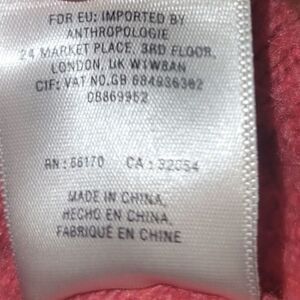 FOR EU: IMPORTED BY
ANTHROPOLOGIE
24 MARKET PLACE, 3RD FLOOR,
LONDON, UK W1W8AN
CIF: VAT NO.GB 684936362
08869952
RN: 66170 CA: 32054
MADE IN CHINA,
HECHO EN CHINA,
FABRIQUÉ EN CHINE